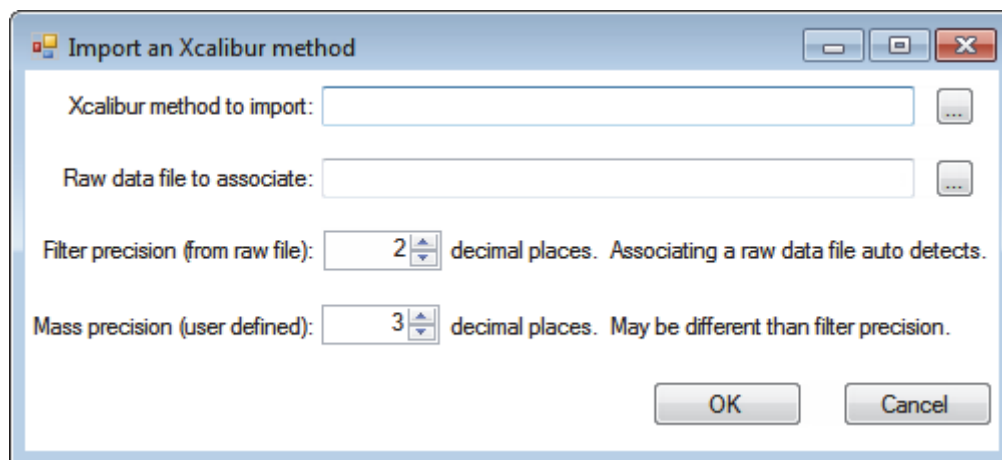 Import an Xcalibur method
Xcalibur method to import: ...
Raw data file to associate: ...
Filter precision (from raw file): 2 decimal places. Associating a raw data file auto detects.
Mass precision (user defined): 3 decimal places. May be different than filter precision.
OK Cancel